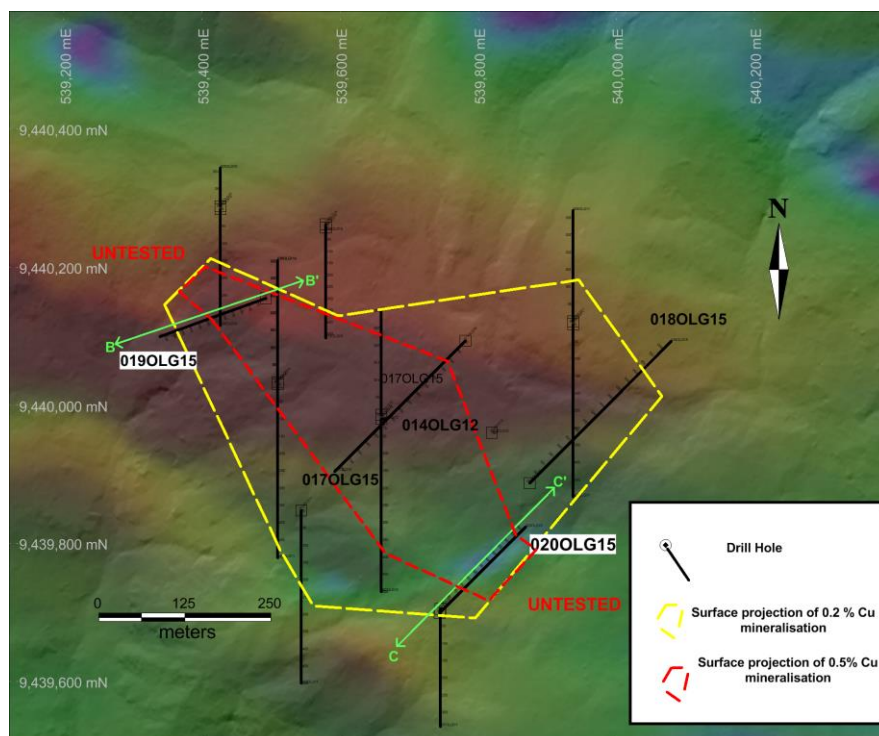 539,200 mE
539,400 mE
539,600 mE
539,800 mE
540,000 mE
540,200 mE
9,440,400 mN
N
UNTESTED
B'
9,440,200 mN
018OLG15
B
019OLG15
017OLG15
9,440,000 mN
014OLG12
017OLG15
C'
9,439,800 mN
020OLG15
Drill Hole
0 125 250
meters
UNTESTED
Surface projection of 0.2 % Cu
mineralisation
C
Surface projection of 0.5% Cu
mineralisation
9,439,600 mN